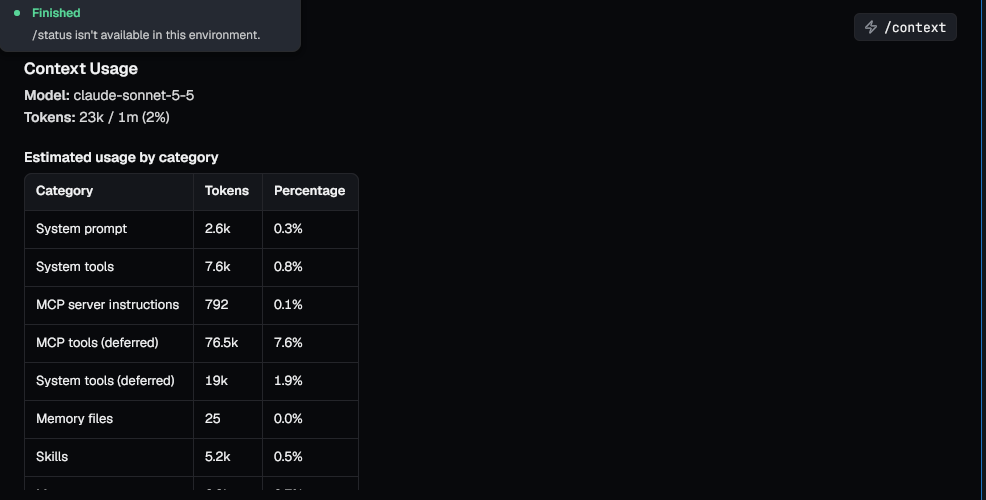 Finished
/status isn't available in this environment.
/context
Context Usage
Model: claude-sonnet-5-5
Tokens: 23k / 1m (2%)
Estimated usage by category
Category Tokens Percentage
System prompt 2.6k 0.3%
System tools 7.6k 0.8%
MCP server instructions 792 0.1%
MCP tools (deferred) 76.5k 7.6%
System tools (deferred) 19k 1.9%
Memory files 25 0.0%
Skills 5.2k 0.5%